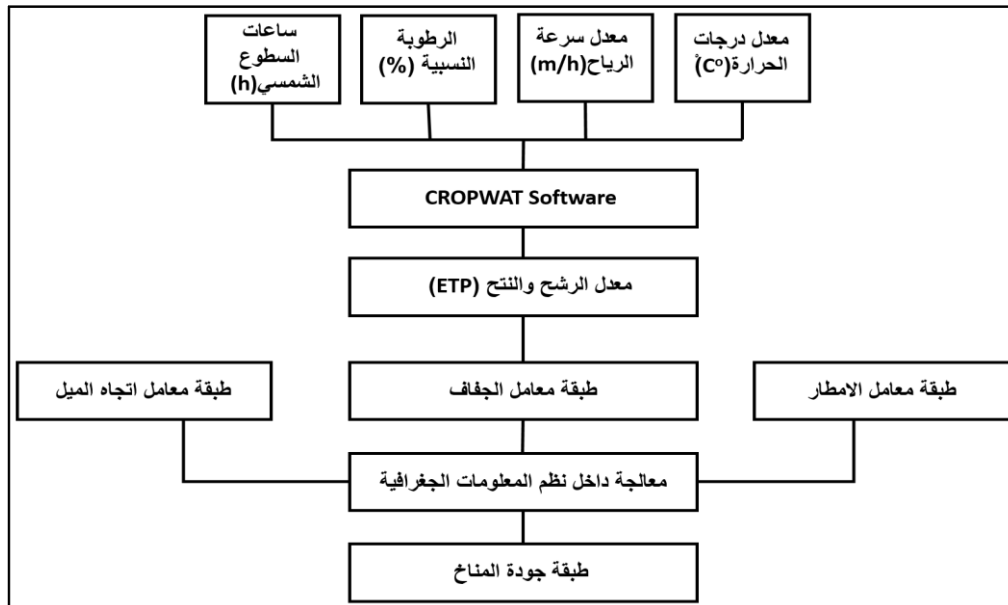 معدل درجات
الحرارة(C°)
معدل سرعة
الرياح(m/h)
الرطوبة
النسبية (%)
ساعات
السطوع
الشمسي(h)
CROPWAT Software
معدل الرشح والنتح (ETP)
طبقة معامل الامطار
طبقة معامل الجفاف
طبقة معامل اتجاه الميل
معالجة داخل نظم المعلومات الجغرافية
طبقة جودة المناخ